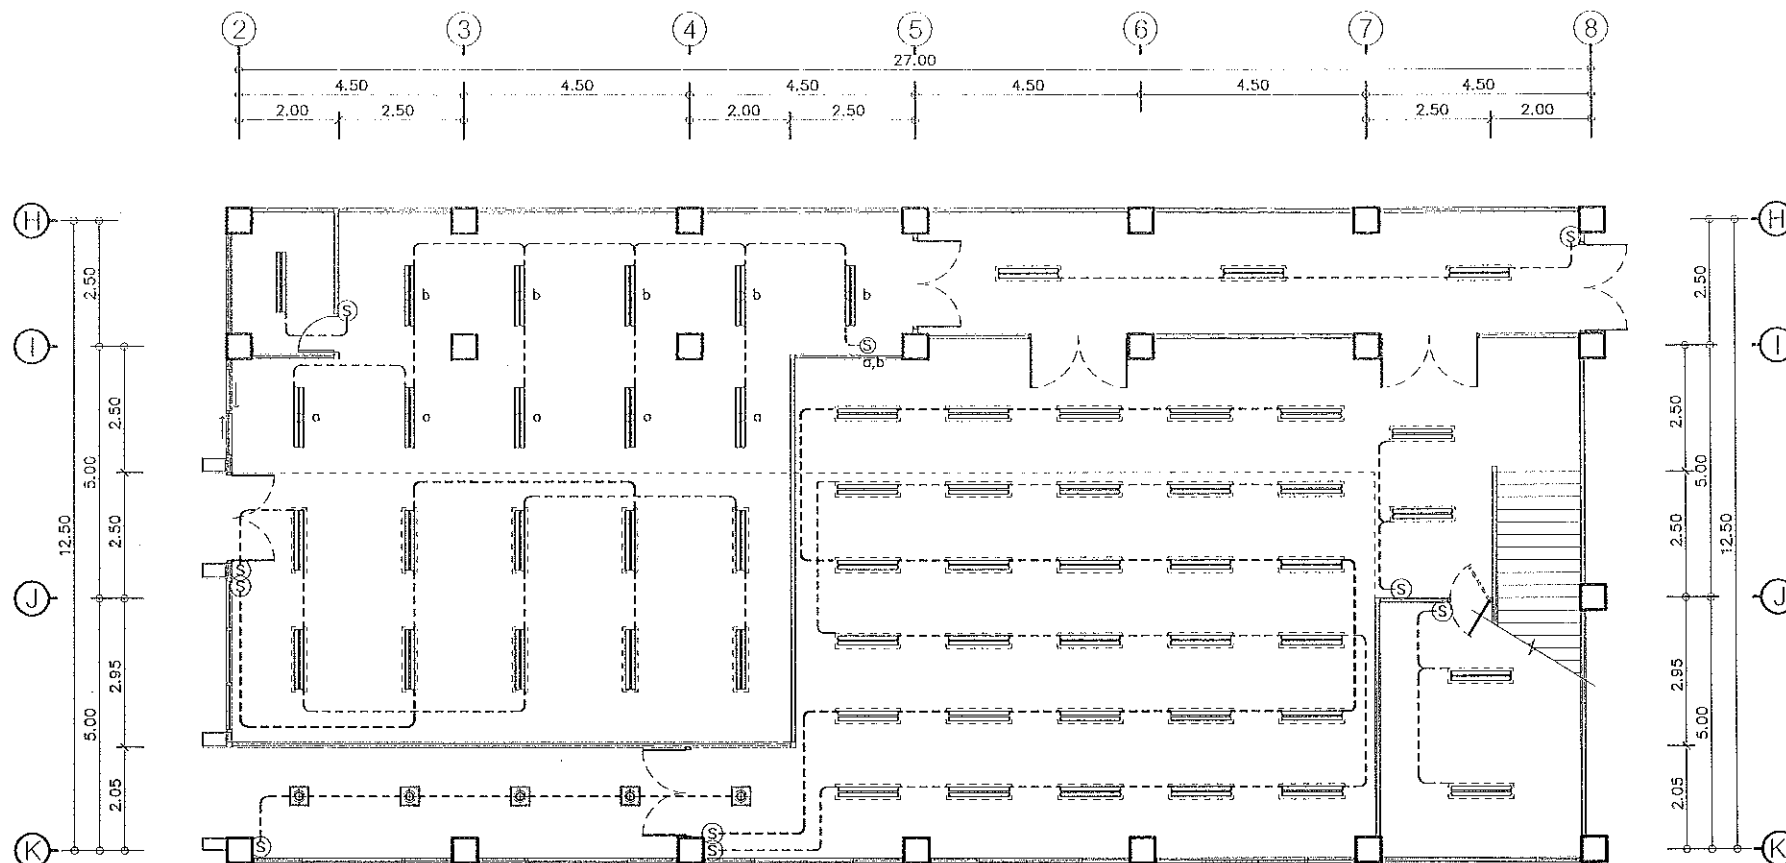 2 3 4 5 6 7 8
27.00
4.50 4.50 4.50 4.50 4.50 4.50
2.00 2.50 2.00 2.50 2.50 2.00
H H
S
2.50 2.50
S
b b b b b
I S I
a,b
a a a a a
2.50 2.50
5.00 5.00
12.50 2.50 2.50 12.50
S
S S
J S J
2.95 2.95
5.00 5.00
2.05 2.05
S
K S S K